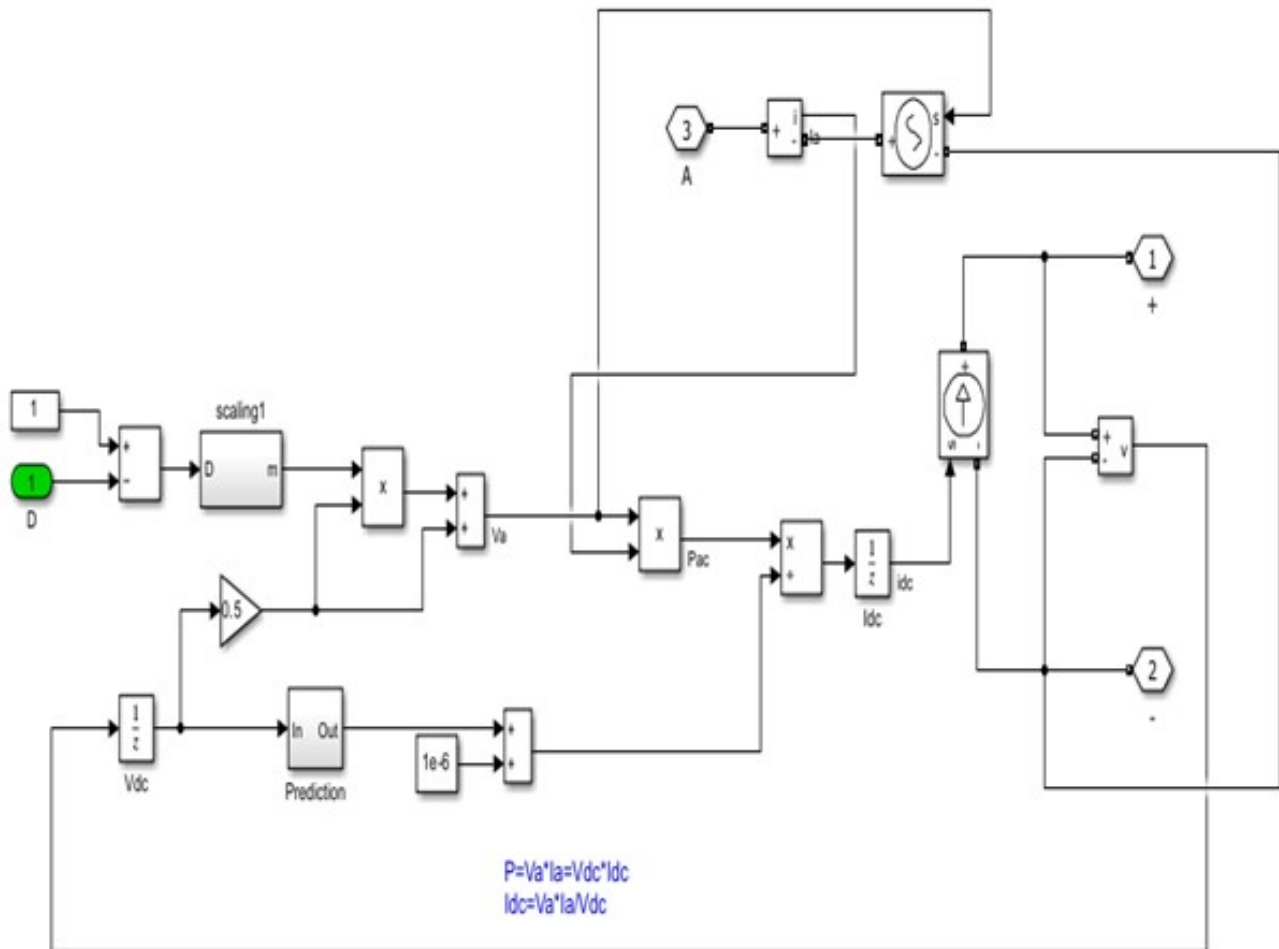 s
3
+
i
-
Ia
+
-
A
1
+
1
scaling1
+
+
s
-
+
v
-
+
-
D
m
x
1
D
+
+
Va
x
Pac
x
÷
1
z
idc
Idc
0.5
2
-
1
z
In
Out
+
1e-6
+
Vdc
Prediction
P=Va*Ia=Vdc*Idc
Idc=Va*Ia/Vdc